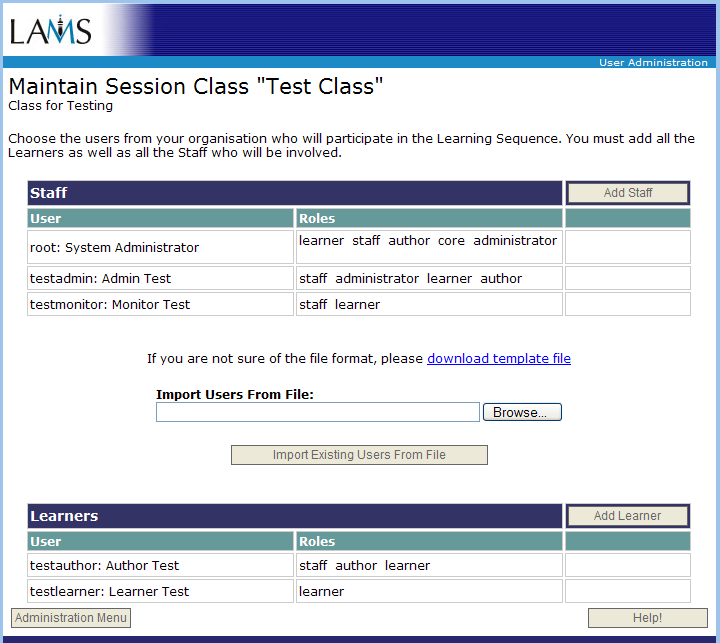 LAMS
User Administration
Maintain Session Class "Test Class"
Class for Testing
Choose the users from your organisation who will participate in the Learning Sequence. You must add all the
Learners as well as all the Staff who will be involved.
Staff Add Staff
User Roles
root: System Administrator learner staff author core administrator
testadmin: Admin Test staff administrator learner author
testmonitor: Monitor Test staff learner
If you are not sure of the file format, please download template file
Import Users From File:
Browse...
Import Existing Users From File
Learners Add Learner
User Roles
testauthor: Author Test staff author learner
testlearner: Learner Test learner
Administration Menu Help!